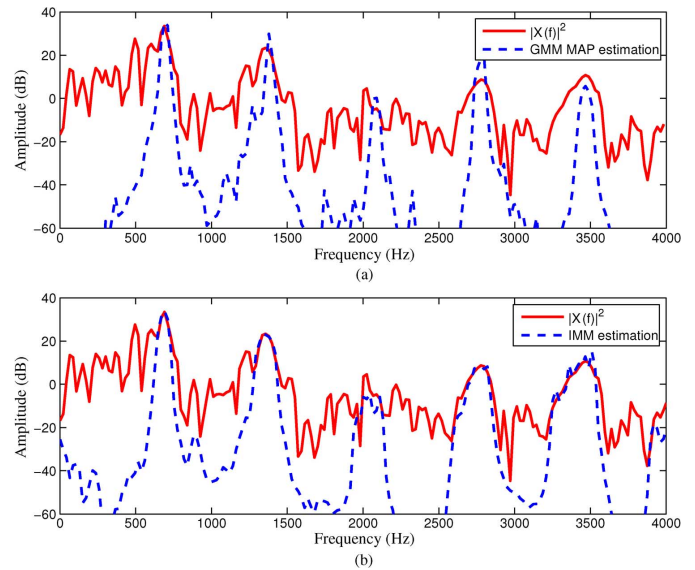 40
20
0
−20
−40
−60
Amplitude (dB)
|X(f)|²
GMM MAP estimation
0 500 1000 1500 2000 2500 3000 3500 4000
Frequency (Hz)
(a)
40
20
0
−20
−40
−60
Amplitude (dB)
|X(f)|²
IMM estimation
0 500 1000 1500 2000 2500 3000 3500 4000
Frequency (Hz)
(b)